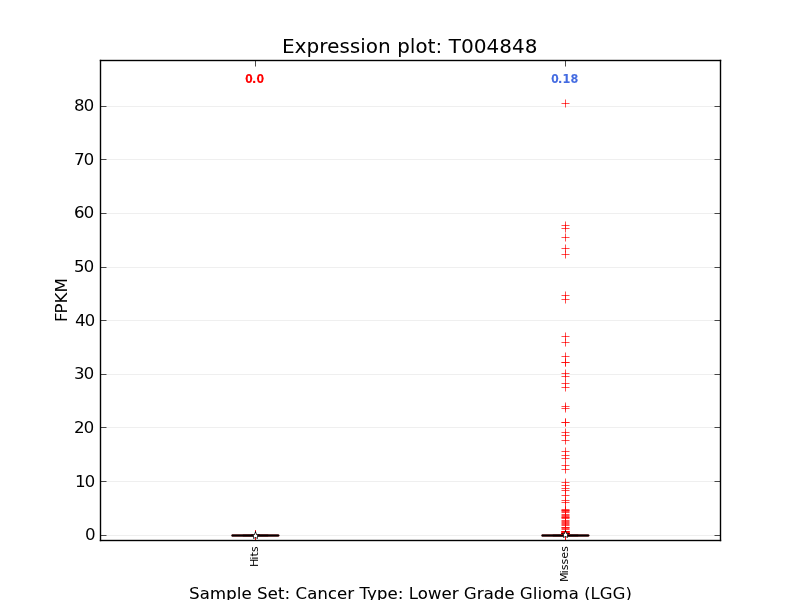 Expression plot: T004848
0.0
0.18
80
70
60
50
40
30
20
10
0
FPKM
Hits
Misses
Sample Set: Cancer Type: Lower Grade Glioma (LGG)